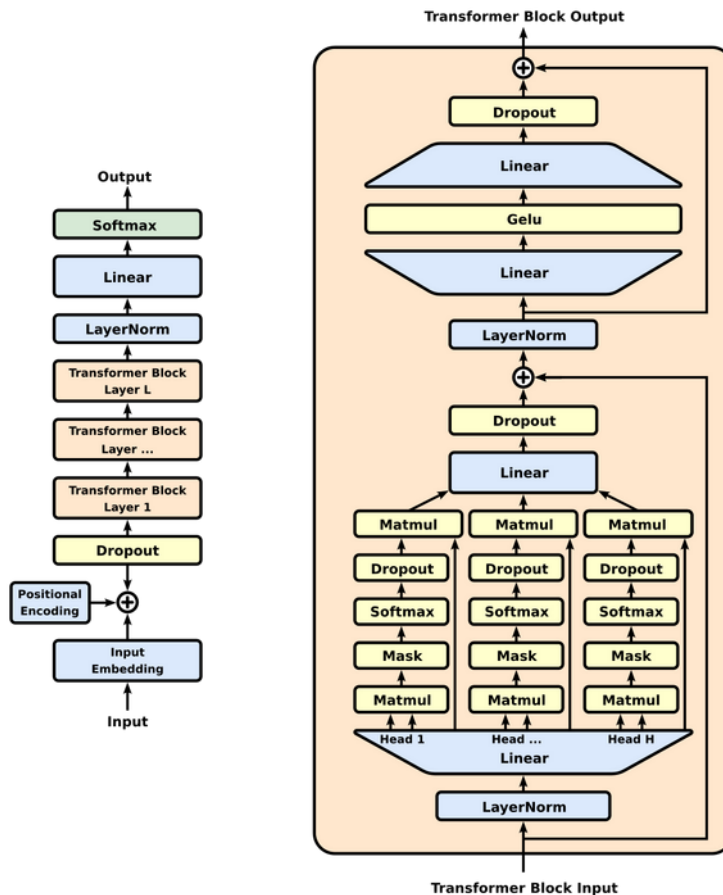 Output
Softmax
Linear
LayerNorm
Transformer Block
Layer L
Transformer Block
Layer ...
Transformer Block
Layer 1
Dropout
Positional
Encoding
Input
Embedding
Input
Transformer Block Output
Dropout
Linear
Gelu
Linear
LayerNorm
Dropout
Linear
Matmul Matmul Matmul
Dropout Dropout Dropout
Softmax Softmax Softmax
Mask Mask Mask
Matmul Matmul Matmul
Head 1 Head ... Head H
Linear
LayerNorm
Transformer Block Input